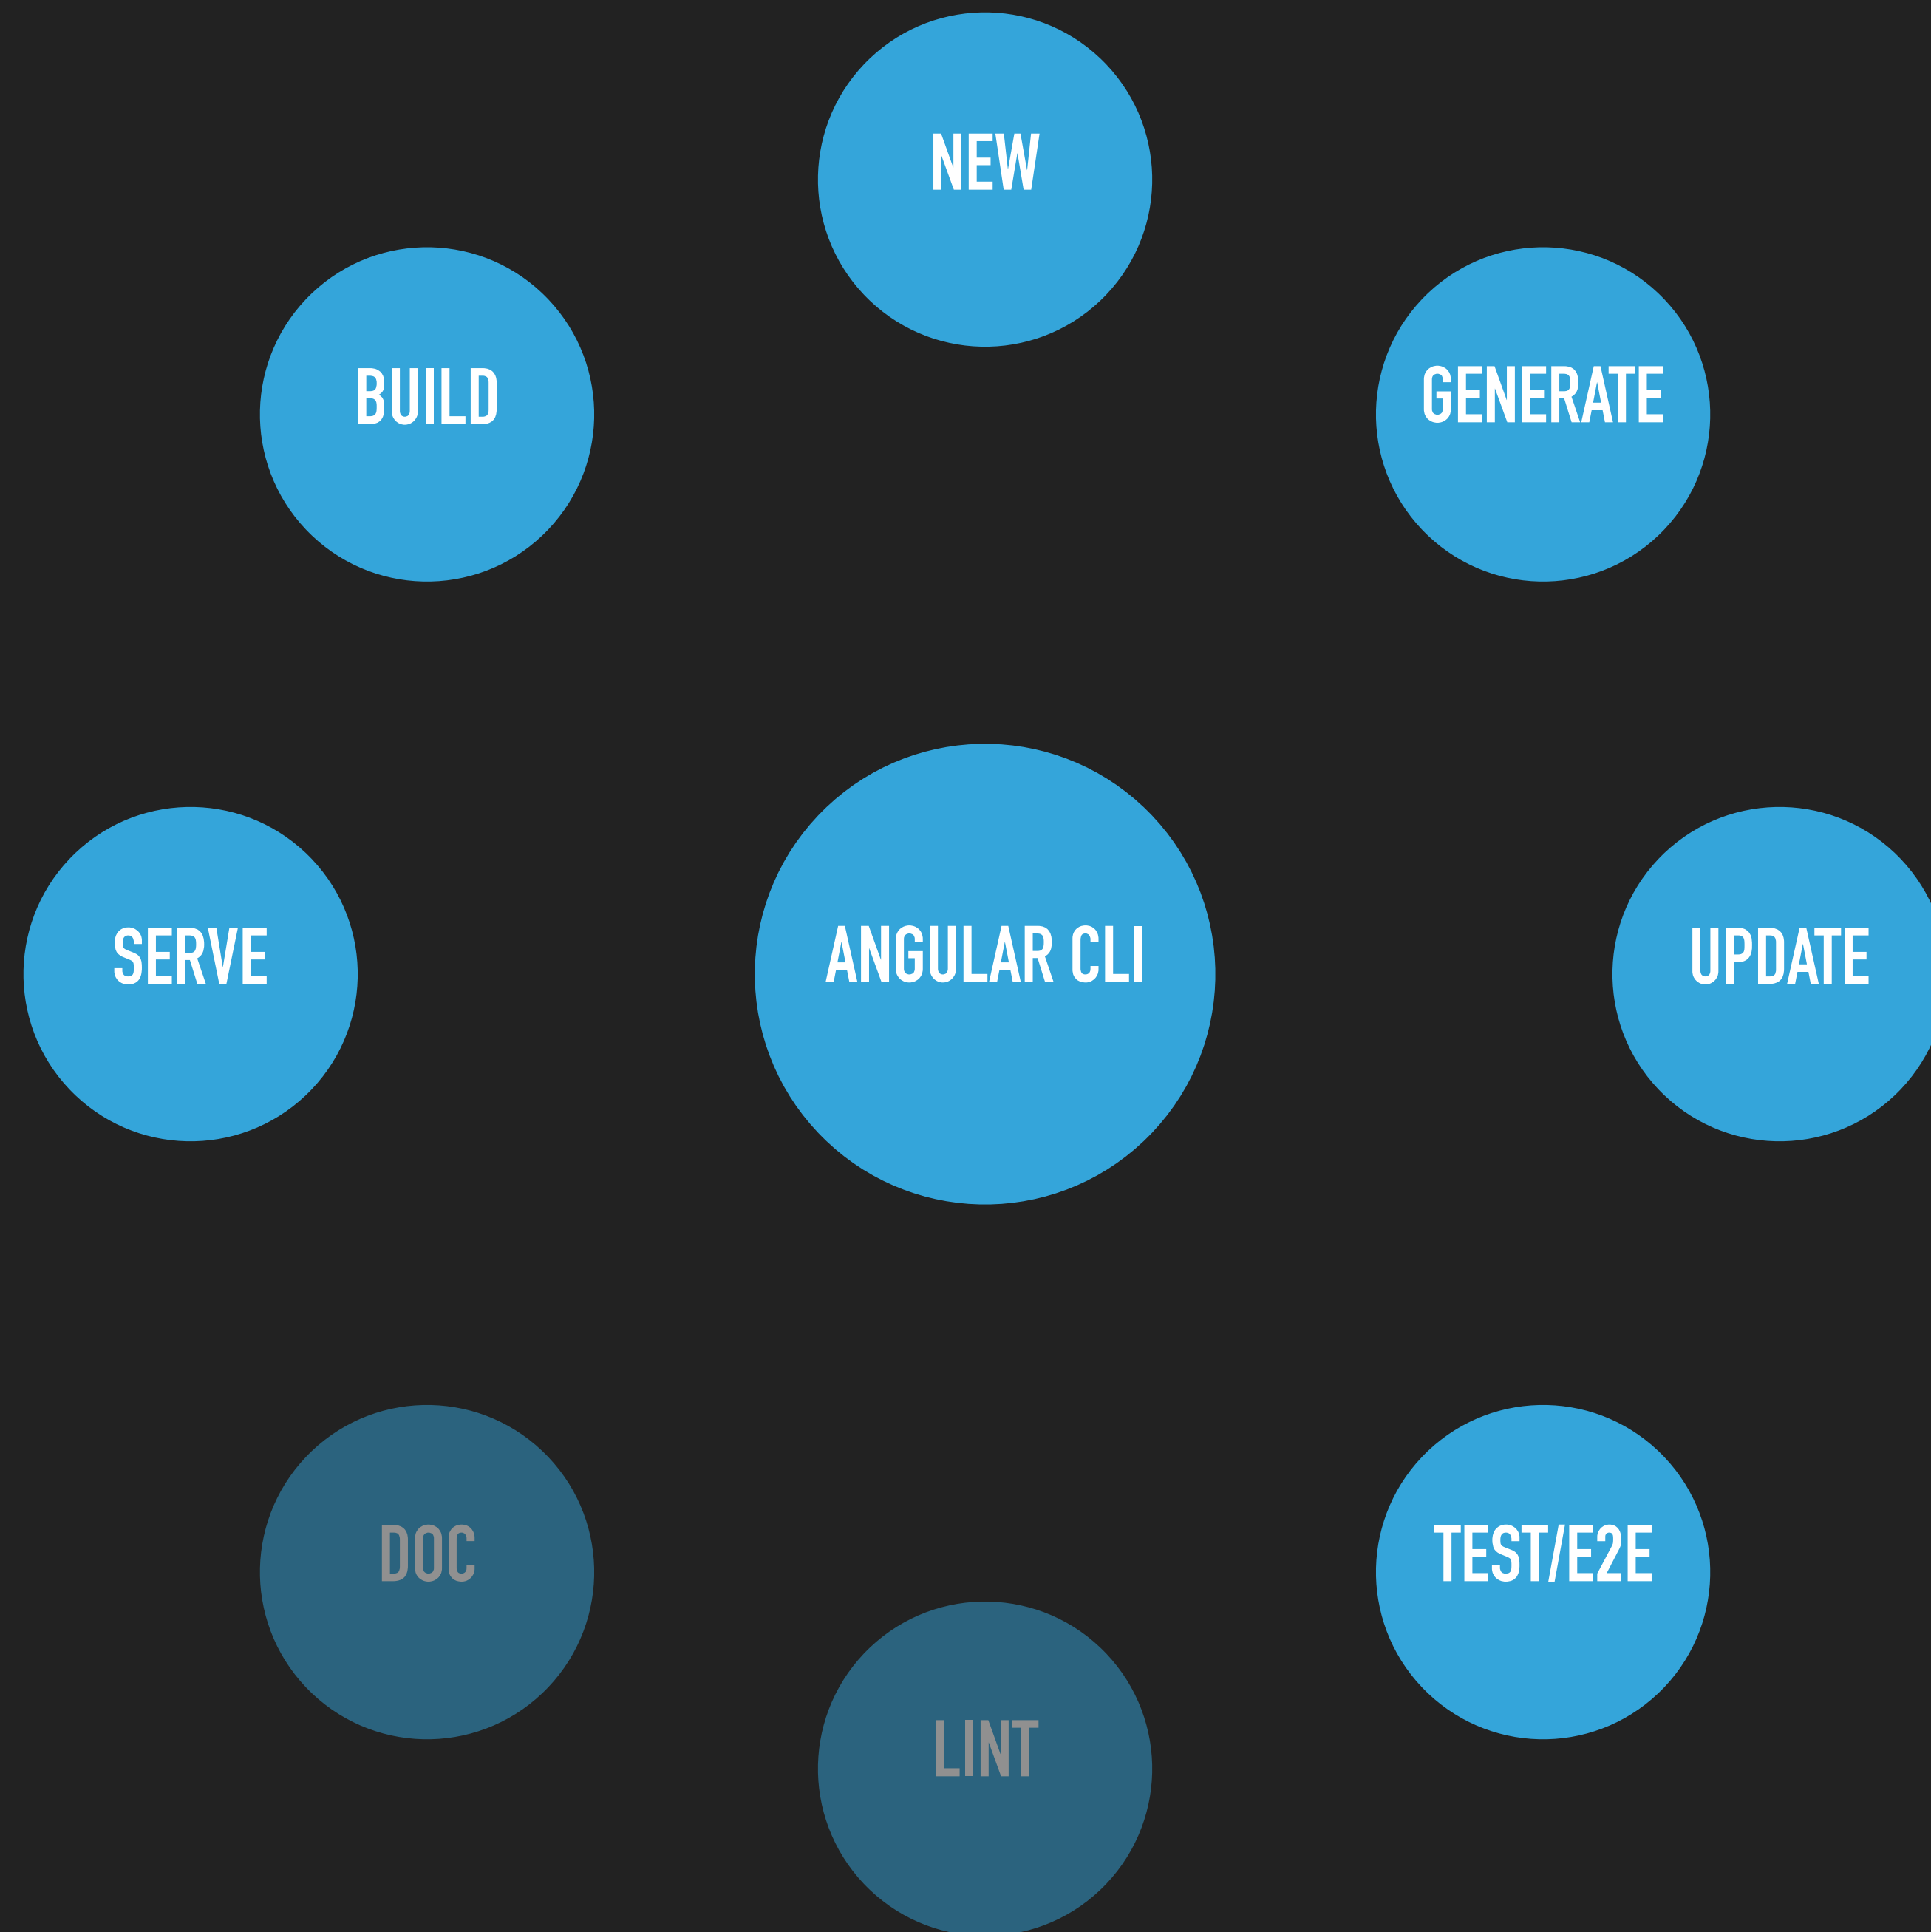 NEW
BUILD
GENERATE
SERVE
ANGULAR CLI
UPDATE
DOC
TEST/E2E
LINT